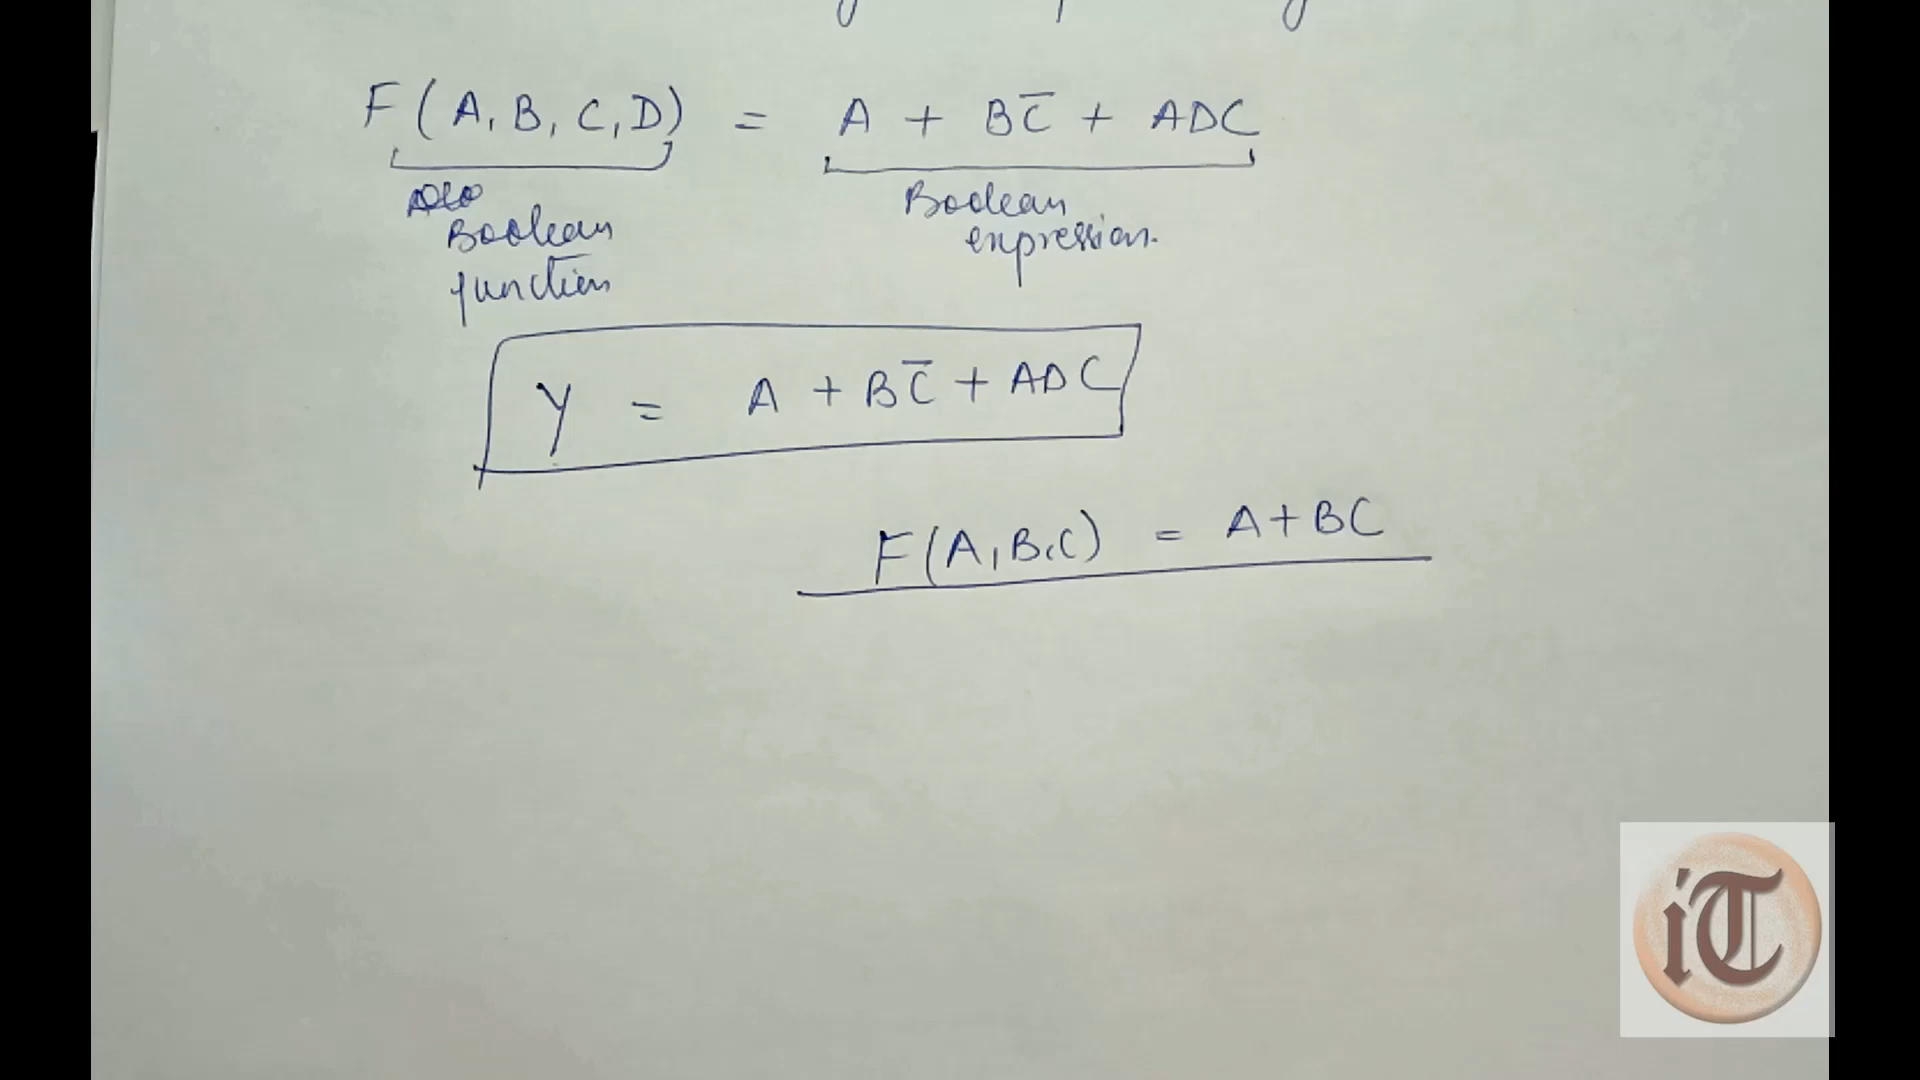 F(A, B, C, D) = A + BC̅ + ADC
Boolean
function
Boolean
expression.
Y = A + BC̅ + ADC
F(A, B, C) = A+BC
iT